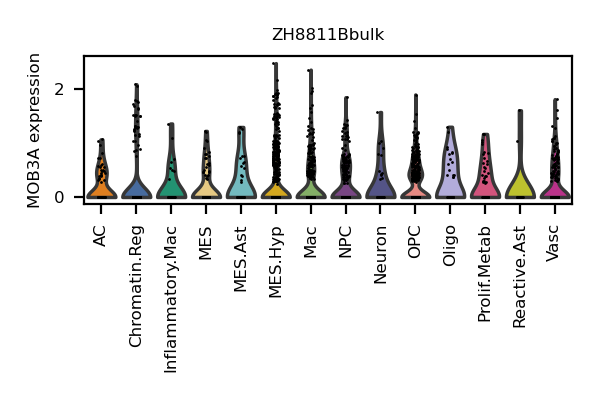 ZH8811Bbulk
MOB3A expression
2
0
AC
Chromatin.Reg
Inflammatory.Mac
MES
MES.Ast
MES.Hyp
Mac
NPC
Neuron
OPC
Oligo
Prolif.Metab
Reactive.Ast
Vasc